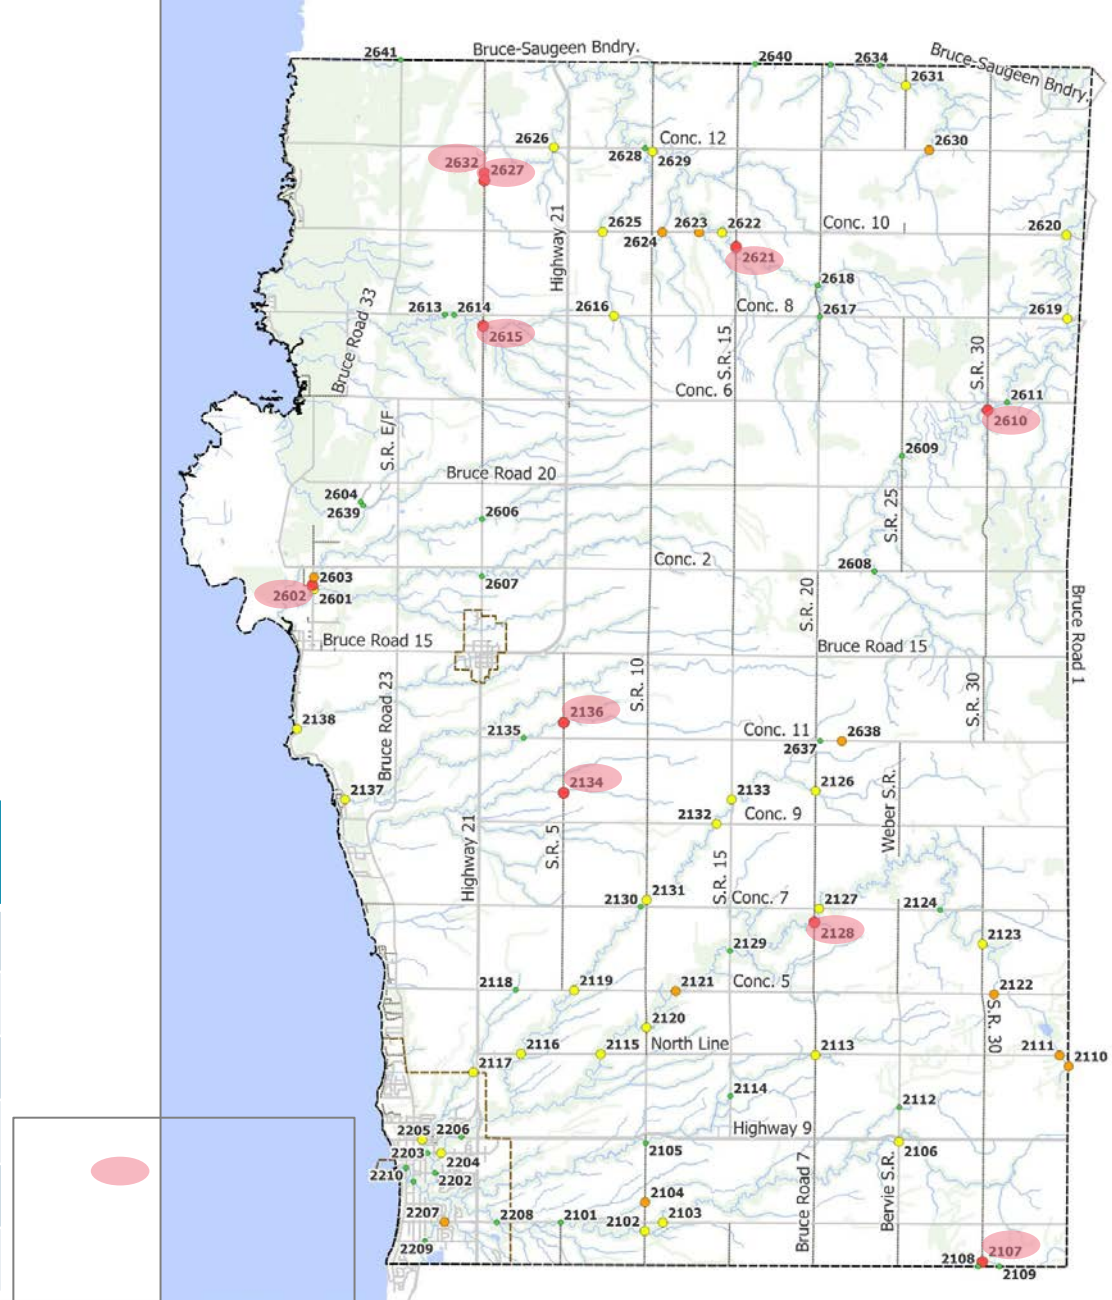 2641
Bruce-Saugeen Bndry.
2640
2634
Bruce-Saugeen Bndry.
2631
2626
2628
Conc. 12
2629
2630
2632
2627
Highway 21
2625
2624
2623
2622
Conc. 10
2620
2621
2618
2613
2614
Bruce Road 33
2616
Conc. 8
2617
2619
2615
S.R. 15
S.R. 30
Conc. 6
2611
2610
S.R. E/F
2609
Bruce Road 20
2604
2639
2606
S.R. 25
Conc. 2
2608
2603
2602
2601
2607
S.R. 20
Bruce Road 1
Bruce Road 15
Bruce Road 15
S.R. 10
S.R. 30
Bruce Road 23
2136
2138
2135
Conc. 11
2637
2638
2134
2137
2133
2126
Weber S.R.
2132
Conc. 9
Highway 21
S.R. 5
S.R. 15
2131
2130
Conc. 7
2127
2124
2128
2123
2129
2118
2119
2121
Conc. 5
2122
S.R. 30
2120
2116
2115
North Line
2113
2111
2110
2117
2114
2112
2205
2206
Highway 9
2203
2204
2105
2106
2210
2202
Bruce Road 7
Bervie S.R.
2104
2207
2208
2101
2102
2103
2209
2107
2108
2109